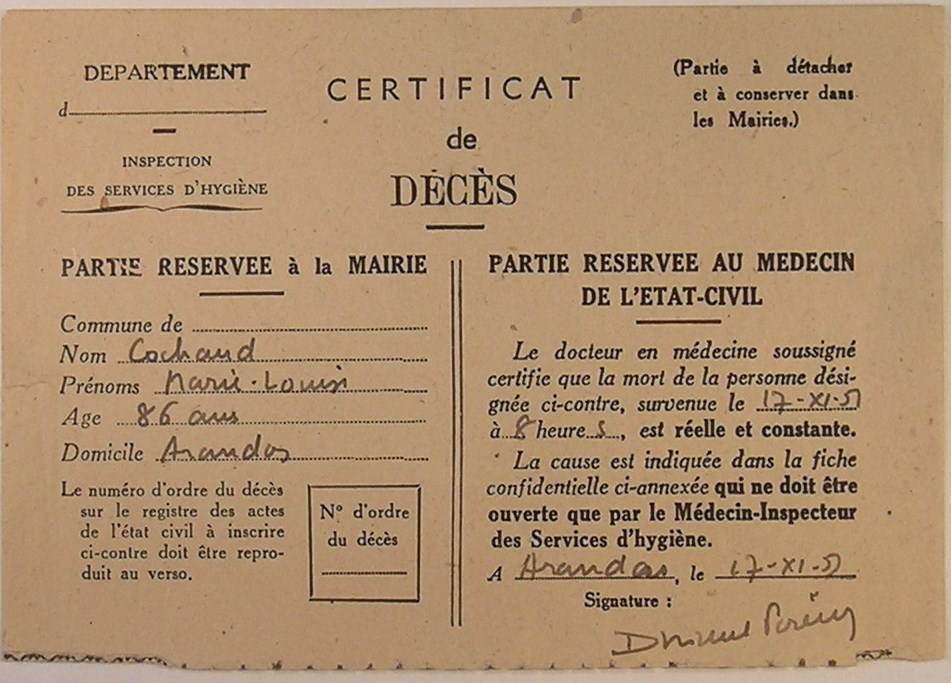 DEPARTEMENT
d
INSPECTION
DES SERVICES D'HYGIÈNE
CERTIFICAT
de
DÉCÈS
(Partie à détacher
et à conserver dans
les Mairies.)
PARTIE RESERVEE à la MAIRIE
Commune de
Nom Cochaud
Prénoms Marie-Louise
Age 86 ans
Domicile Arandas
Le numéro d'ordre du décès
sur le registre des actes
de l'état civil à inscrire
ci-contre doit être repro-
duit au verso.
N° d'ordre
du décès
PARTIE RESERVEE AU MEDECIN
DE L'ETAT-CIVIL
Le docteur en médecine soussigné
certifie que la mort de la personne dési-
gnée ci-contre, survenue le 17-XI-51
à 8 heures, est réelle et constante.
La cause est indiquée dans la fiche
confidentielle ci-annexée qui ne doit être
ouverte que par le Médecin-Inspecteur
des Services d'hygiène.
A Arandas, le 17-XI-51
Signature :